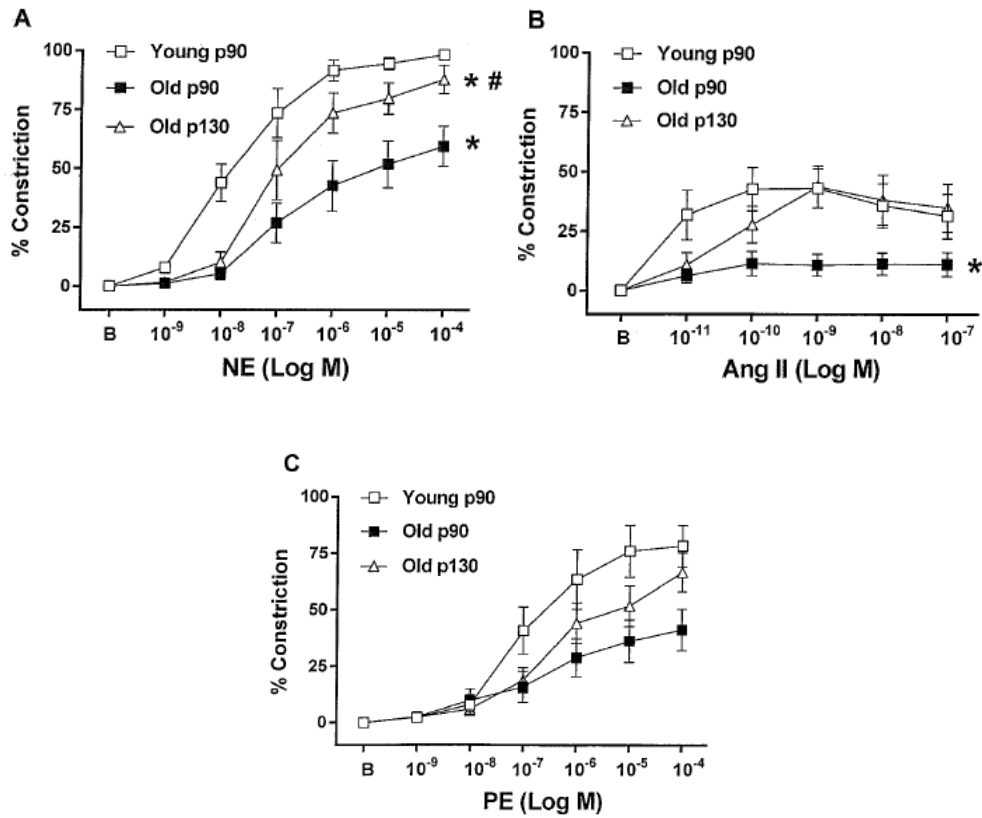 A
Young p90
Old p90
Old p130
* #
*
% Constriction
100
75
50
25
0
B 10-9 10-8 10-7 10-6 10-5 10-4
NE (Log M)
B
Young p90
Old p90
Old p130
*
% Constriction
100
75
50
25
0
B 10-11 10-10 10-9 10-8 10-7
Ang II (Log M)
C
Young p90
Old p90
Old p130
% Constriction
100
75
50
25
0
B 10-9 10-8 10-7 10-6 10-5 10-4
PE (Log M)